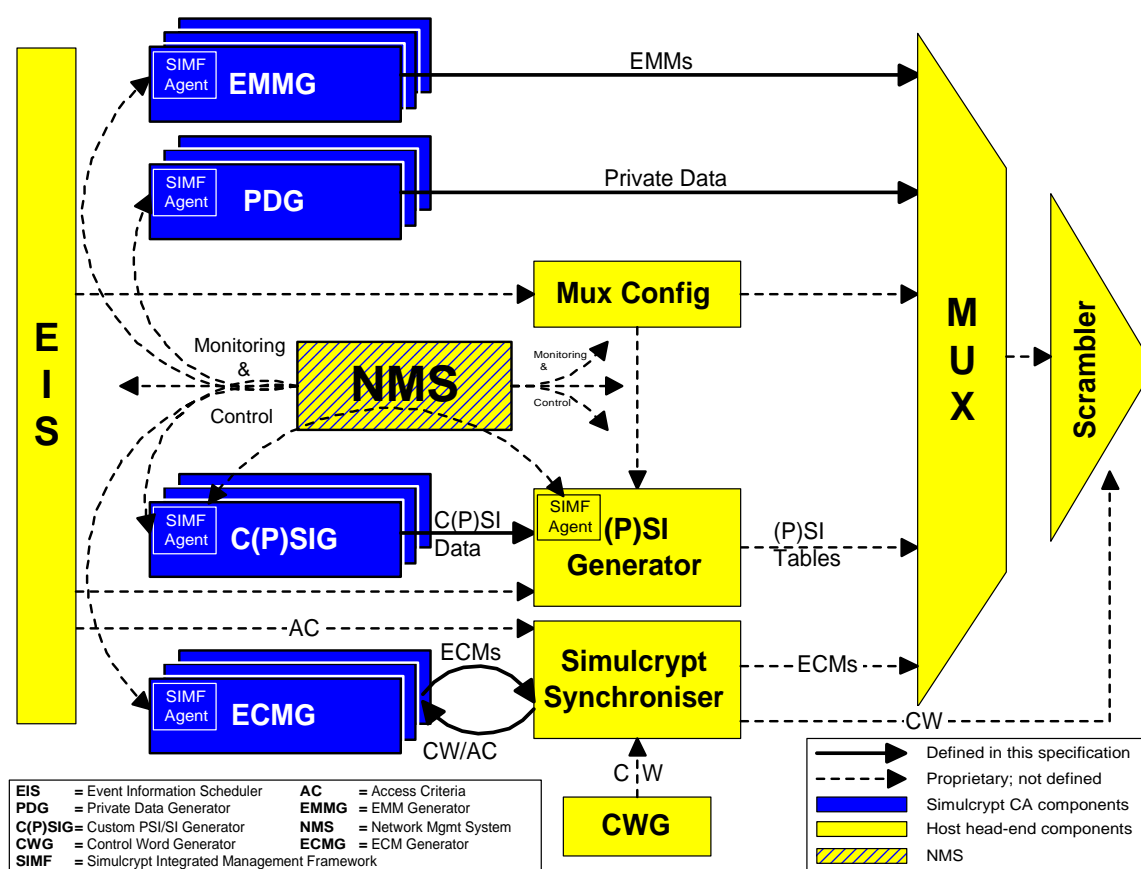 SIMF
Agent
EMMG
EMMs
SIMF
Agent
PDG
Private Data
Mux Config
EIS
Monitoring
&
Control
NMS
Monitoring
&
Control
MUX
Scrambler
SIMF
Agent
C(P)SIG
C(P)SI
Data
SIMF
Agent
(P)SI
Generator
(P)SI
Tables
AC
ECMs
Simulcrypt
Synchroniser
ECMs
SIMF
Agent
ECMG
CW/AC
CW
C W
CWG
EIS = Event Information Scheduler
PDG = Private Data Generator
C(P)SIG = Custom PSI/SI Generator
CWG = Control Word Generator
SIMF = Simulcrypt Integrated Management Framework
AC = Access Criteria
EMMG = EMM Generator
NMS = Network Mgmt System
ECMG = ECM Generator
Defined in this specification
Proprietary; not defined
Simulcrypt CA components
Host head-end components
NMS